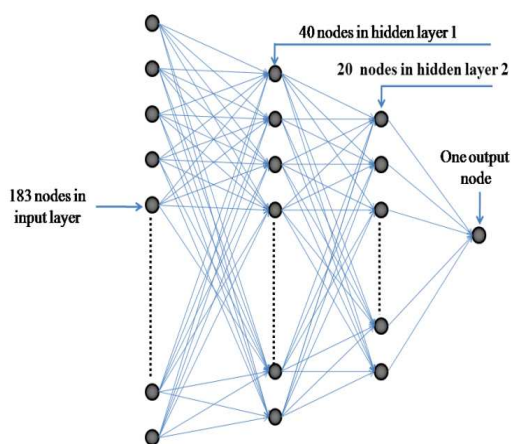 40 nodes in hidden layer 1
20 nodes in hidden layer 2
One output
node
183 nodes in
input layer